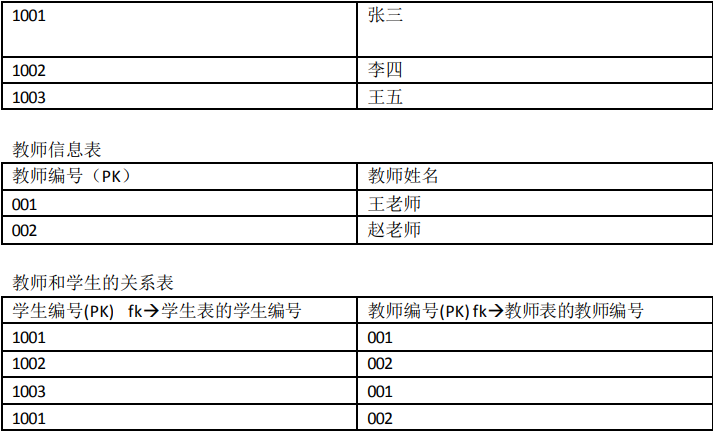 1001 张三
1002 李四
1003 王五
教师信息表
教师编号（PK） 教师姓名
001 王老师
002 赵老师
教师和学生的关系表
学生编号(PK) fk→学生表的学生编号 教师编号(PK) fk→教师表的教师编号
1001 001
1002 002
1003 001
1001 002